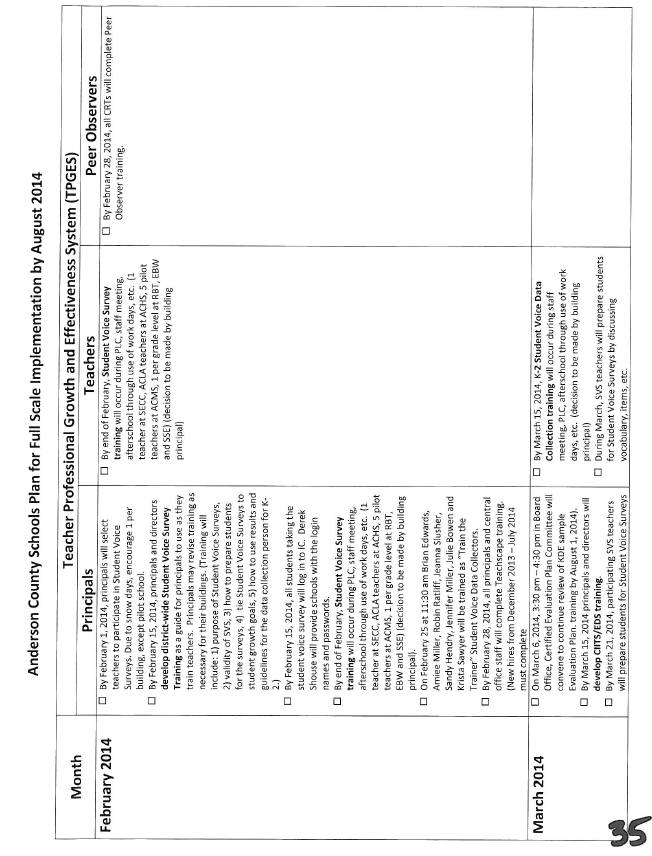 Anderson County Schools Plan for Full Scale Implementation by August 2014
Teacher Professional Growth and Effectiveness System (TPGES)
Month
Principals
Teachers
Peer Observers
February 2014
☐ By February 1, 2014, principals will select
teachers to participate in Student Voice
Surveys. Due to snow days, encourage 1 per
building, except pilot school.
☐ By February 15, 2014, principals and directors
develop district-wide Student Voice Survey
Training as a guide for principals to use as they
train teachers. Principals may revise training as
necessary for their buildings. (Training will
include: 1) purpose of Student Voice Surveys,
2) validity of SVS, 3) how to prepare students
for the surveys, 4) tie Student Voice Surveys to
student growth goals, 5) how to use results and
guidelines for the data collection person for K-
2.)
☐ By February 15, 2014, all students taking the
student voice survey will log in to IC. Derek
Shouse will provide schools with the login
names and passwords.
☐ By end of February, Student Voice Survey
training will occur during PLC, staff meeting,
afterschool through use of work days, etc. (1
teacher at SECC, ACLA teachers at ACHS, 5 pilot
teachers at ACMS, 1 per grade level at RBT,
EBW and SSE) (decision to be made by building
principal).
☐ On February 25 at 11:30 am Brian Edwards,
Amiee Miller, Robin Ratliff, Jeanna Slusher,
Sandy Hendry, Jennifer Miller, Julie Bowen and
Krista Sawyer will be trained as "Train the
Trainer" Student Voice Data Collectors.
☐ By February 28, 2014, all principals and central
office staff will complete Teachscape training.
(New hires from December 2013 – July 2014
must complete
☐ By end of February, Student Voice Survey
training will occur during PLC, staff meeting,
afterschool through use of work days, etc. (1
teacher at SECC, ACLA teachers at ACHS, 5 pilot
teachers at ACMS, 1 per grade level at RBT, EBW
and SSE) (decision to be made by building
principal)
☐ By February 28, 2014, all CRTs will complete Peer
Observer training.
March 2014
☐ On March 6, 2014, 3:30 pm – 4:30 pm in Board
Office, Certified Evaluation Plan Committee will
convene to continue review of KDE sample
Evaluation Plan. training by August 1, 2014).
☐ By March 15, 2014 principals and directors will
develop CIITS/EDS training.
☐ By March 21, 2014, participating SVS teachers
will prepare students for Student Voice Surveys
☐ By March 15, 2014, K-2 Student Voice Data
Collection training will occur during staff
meeting, PLC, afterschool through use of work
days, etc. (decision to be made by building
principal)
☐ During March, SVS teachers will prepare students
for Student Voice Surveys by discussing
vocabulary, items, etc.
35